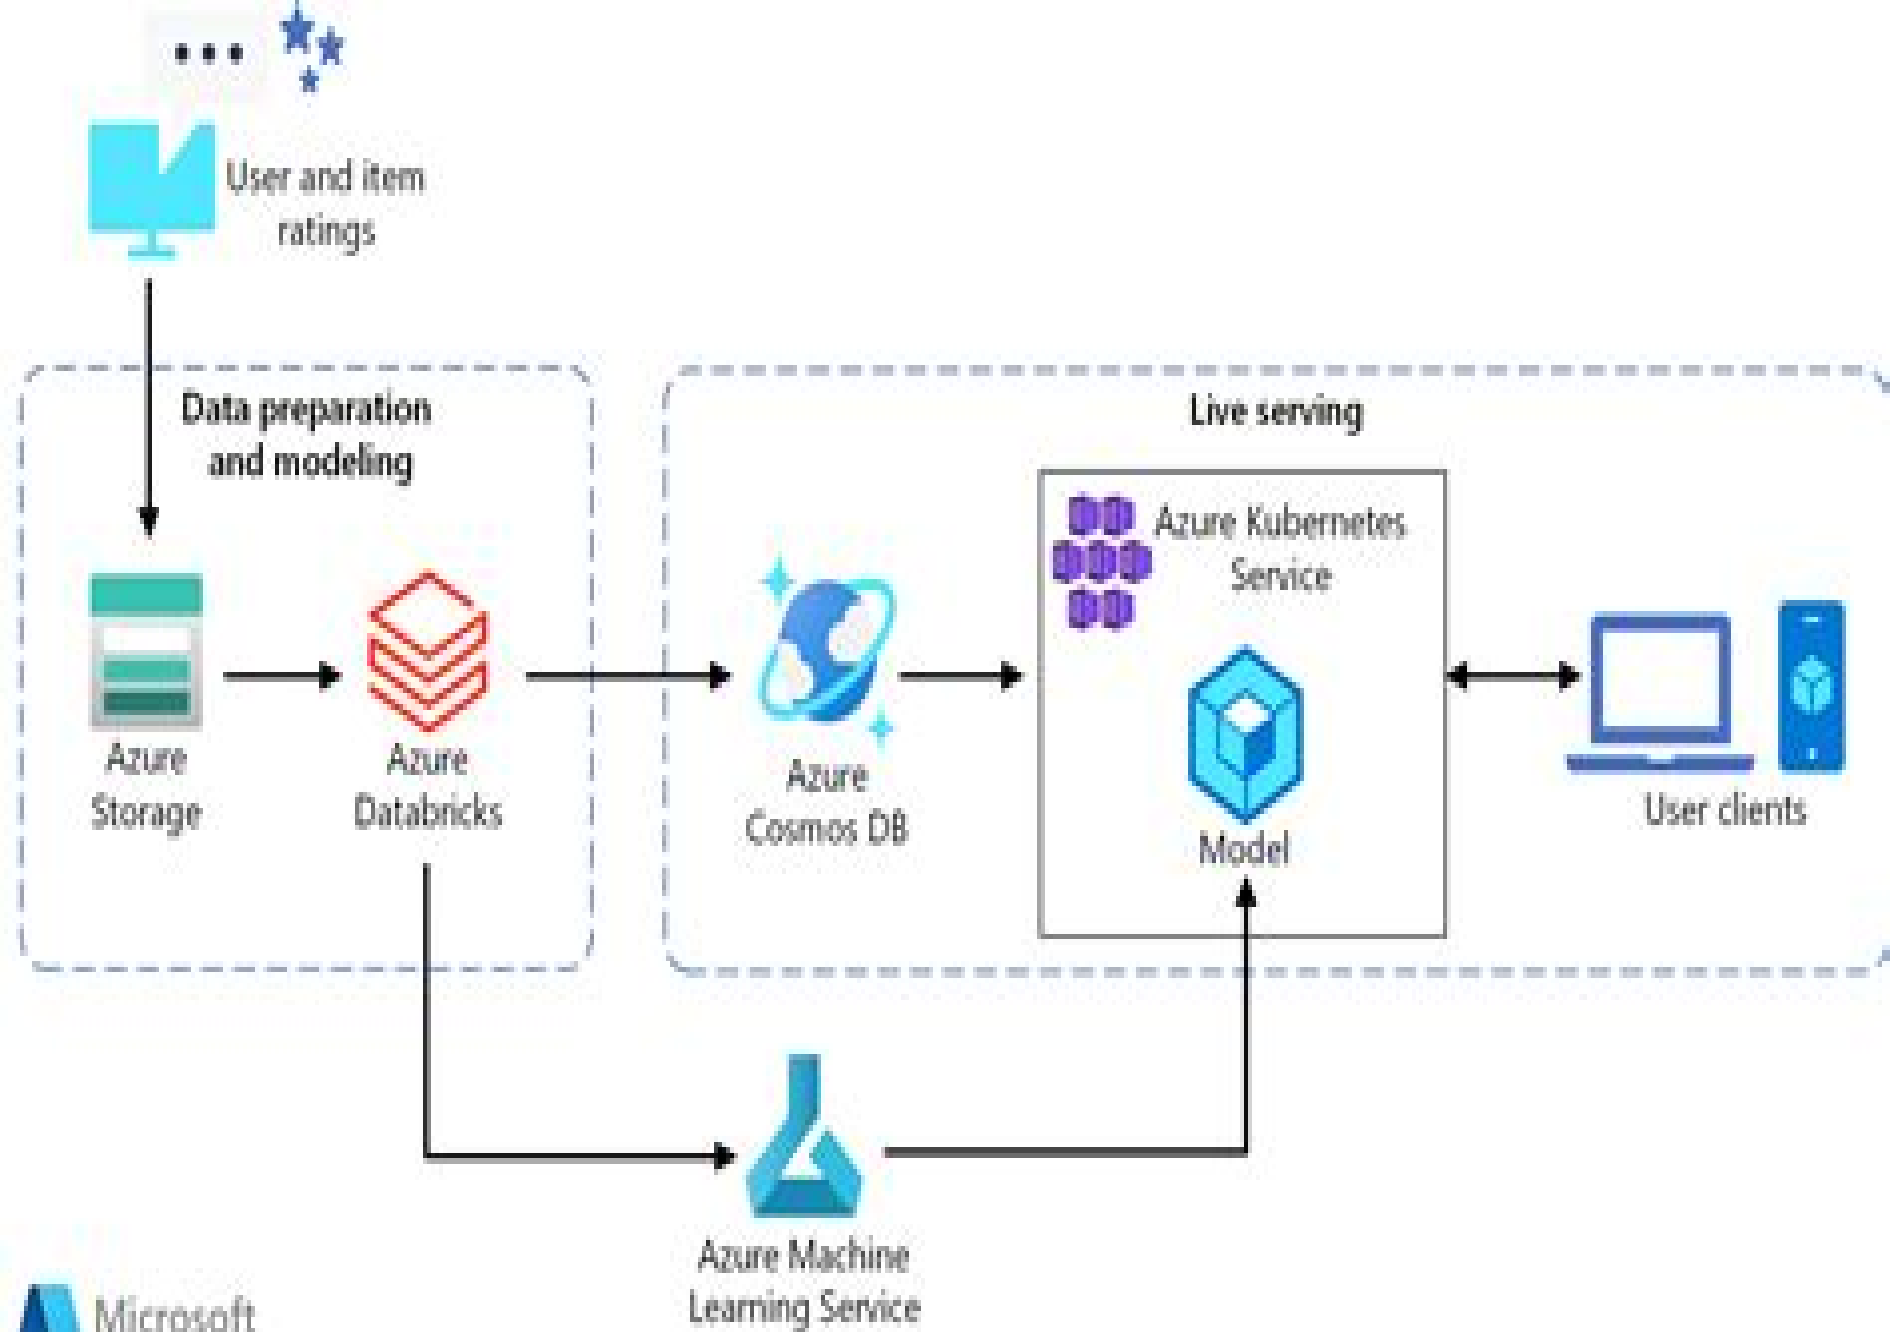 User and item
ratings
Data preparation
and modeling
Live serving
Azure Kubernetes
Service
Azure
Storage
Azure
Databricks
Azure
Cosmos DB
Model
User clients
Azure Machine
Learning Service
Microsoft